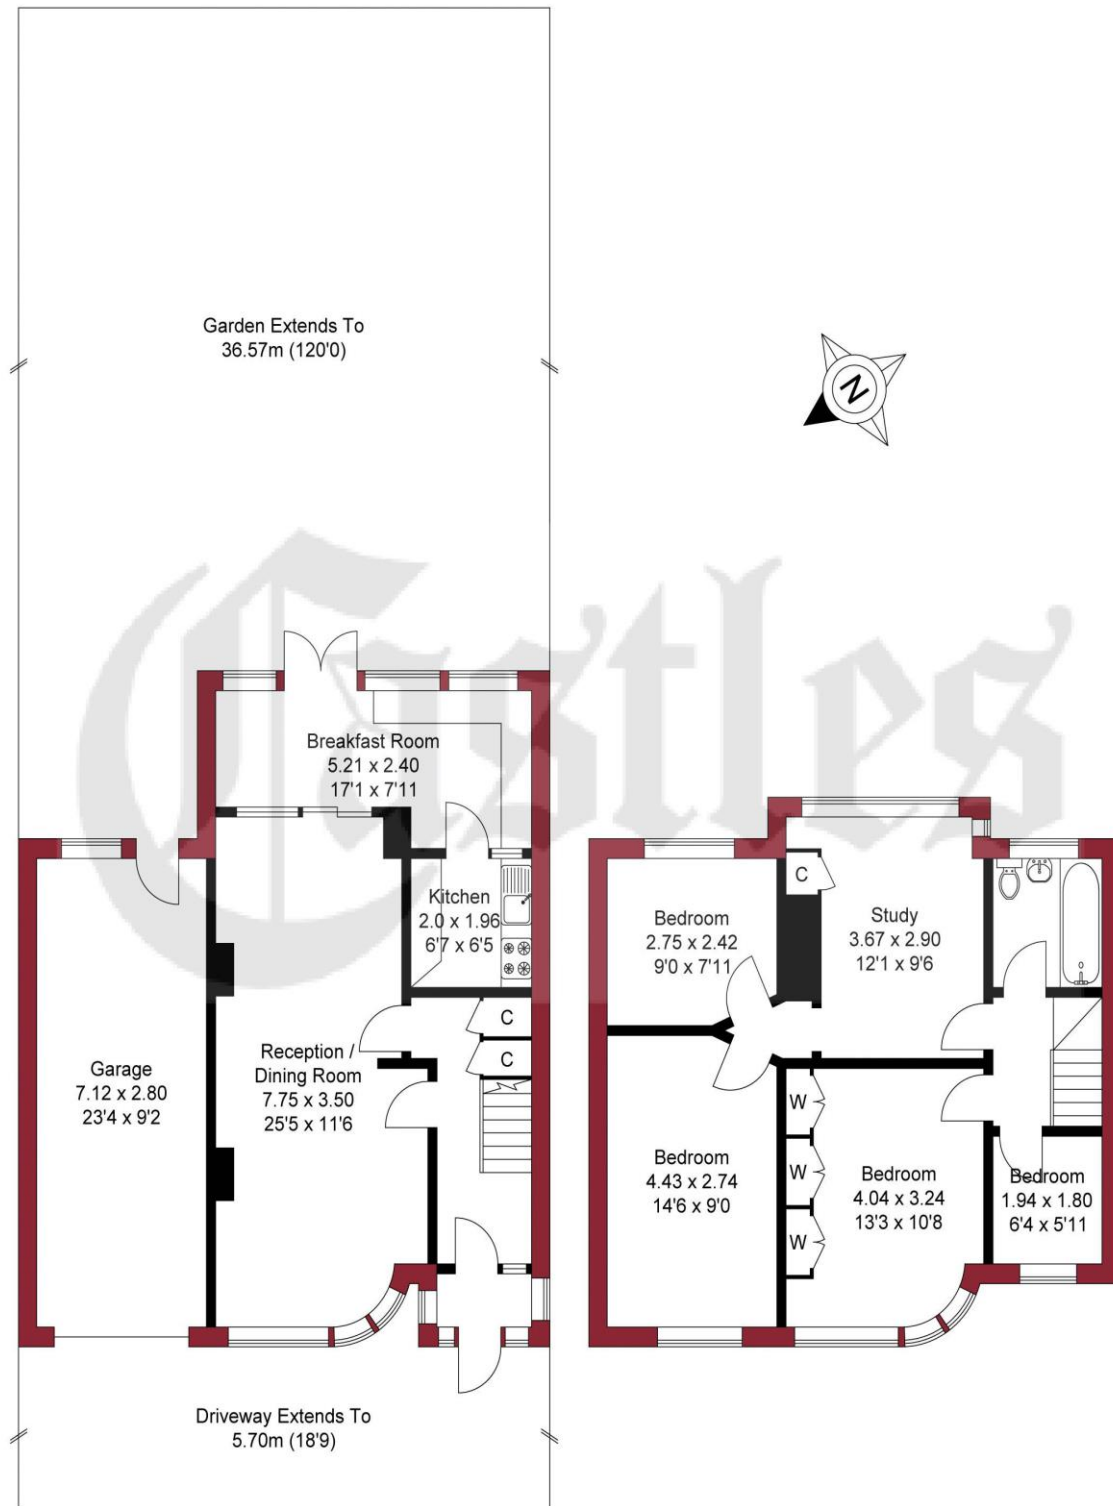 Garden Extends To
36.57m (120'0)
N
Castles
Breakfast Room
5.21 x 2.40
17'1 x 7'11
Kitchen
2.0 x 1.96
6'7 x 6'5
C
C
Reception /
Dining Room
7.75 x 3.50
25'5 x 11'6
Garage
7.12 x 2.80
23'4 x 9'2
Driveway Extends To
5.70m (18'9)
C
Bedroom
2.75 x 2.42
9'0 x 7'11
Study
3.67 x 2.90
12'1 x 9'6
W
W
W
Bedroom
4.43 x 2.74
14'6 x 9'0
Bedroom
4.04 x 3.24
13'3 x 10'8
Bedroom
1.94 x 1.80
6'4 x 5'11